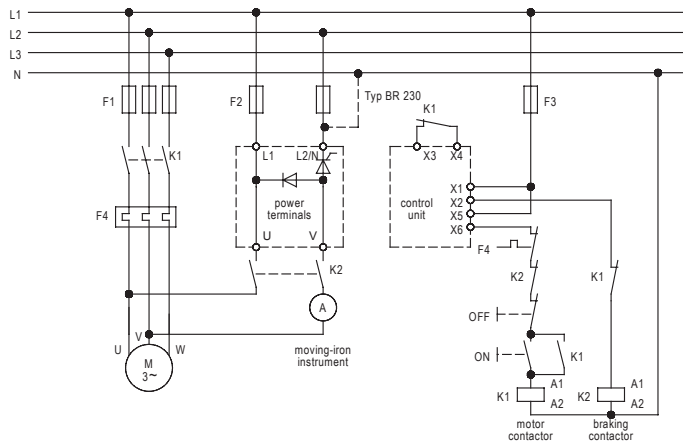 L1
L2
L3
N
F1
F2
Typ BR 230
K1
F3
K1
L1
L2/N
X3
X4
power
terminals
control
unit
X1
X2
X5
X6
F4
U
V
F4
K2
K2
K1
A
OFF
moving-iron
instrument
U
V
W
M
3~
ON
K1
K1
A1
A2
K2
A1
A2
motor
contactor
braking
contactor